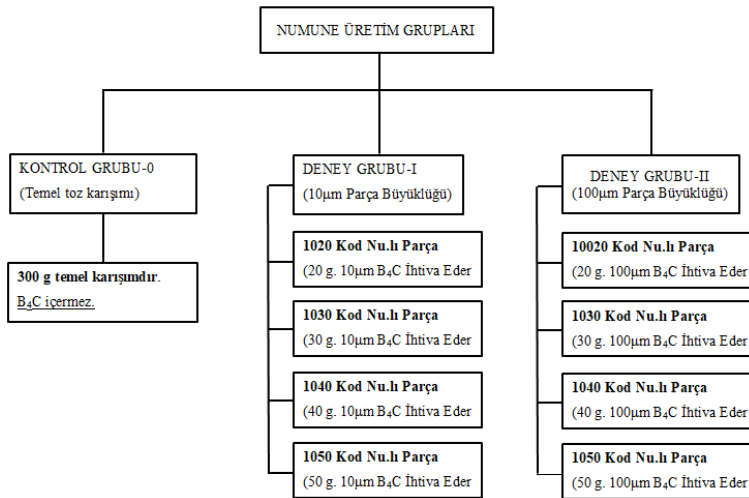 NUMUNE ÜRETİM GRUPLARI
KONTROL GRUBU-0
(Temel toz karışımı)
300 g temel karışımdır.
B₄C içermez.
DENEY GRUBU-I
(10µm Parça Büyüklüğü)
1020 Kod Nu.lı Parça
(20 g. 10µm B₄C İhtiva Eder
1030 Kod Nu.lı Parça
(30 g. 10µm B₄C İhtiva Eder
1040 Kod Nu.lı Parça
(40 g. 10µm B₄C İhtiva Eder
1050 Kod Nu.lı Parça
(50 g. 10µm B₄C İhtiva Eder
DENEY GRUBU-II
(100µm Parça Büyüklüğü)
10020 Kod Nu.lı Parça
(20 g. 100µm B₄C İhtiva Eder
1030 Kod Nu.lı Parça
(30 g. 100µm B₄C İhtiva Eder
1040 Kod Nu.lı Parça
(40 g. 100µm B₄C İhtiva Eder
1050 Kod Nu.lı Parça
(50 g. 100µm B₄C İhtiva Eder